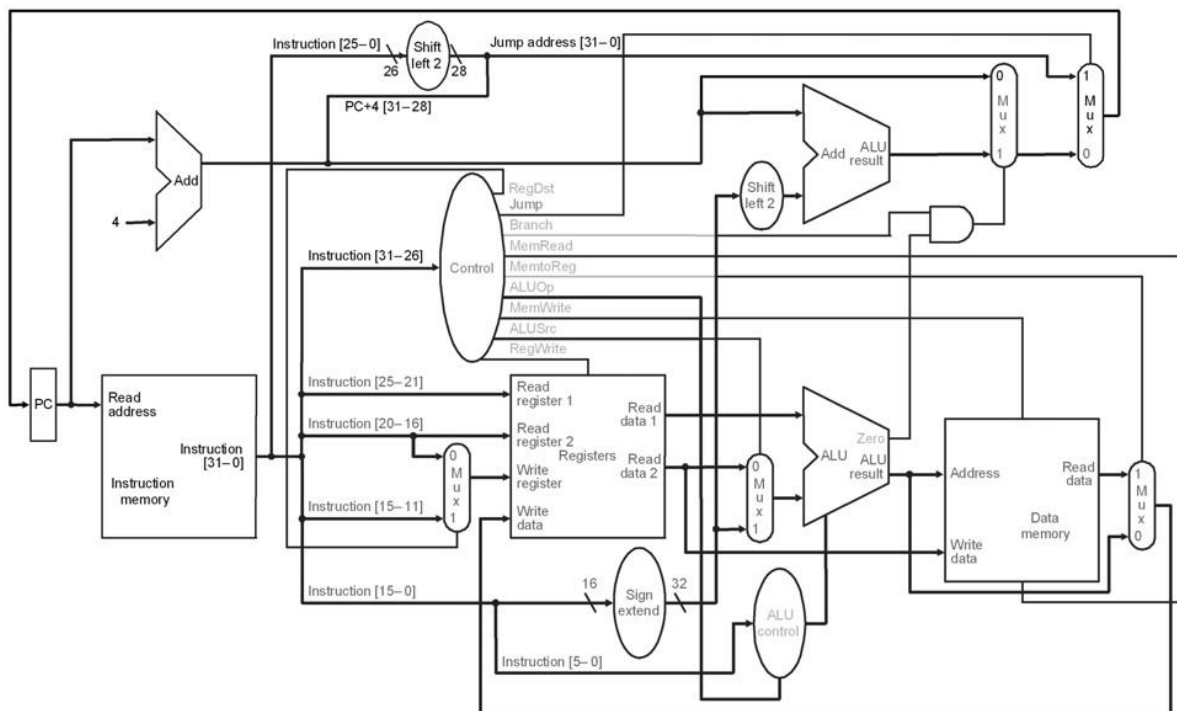 Instruction [25–0]
26
Shift
left 2
28
Jump address [31–0]
PC+4 [31–28]
Add
4
0
M
u
x
1
1
M
u
x
0
Add
ALU
result
Shift
left 2
RegDst
Jump
Branch
MemRead
MemtoReg
ALUOp
MemWrite
ALUSrc
RegWrite
Instruction [31–26]
Control
PC
Read
address
Instruction
[31–0]
Instruction
memory
Instruction [25–21]
Instruction [20–16]
Instruction [15–11]
0
M
u
x
1
Read
register 1
Read
register 2
Write
register
Write
data
Registers
Read
data 1
Read
data 2
0
M
u
x
1
Zero
ALU
ALU
result
Address
Write
data
Read
data
Data
memory
1
M
u
x
0
Instruction [15–0]
16
Sign
extend
32
ALU
control
Instruction [5–0]